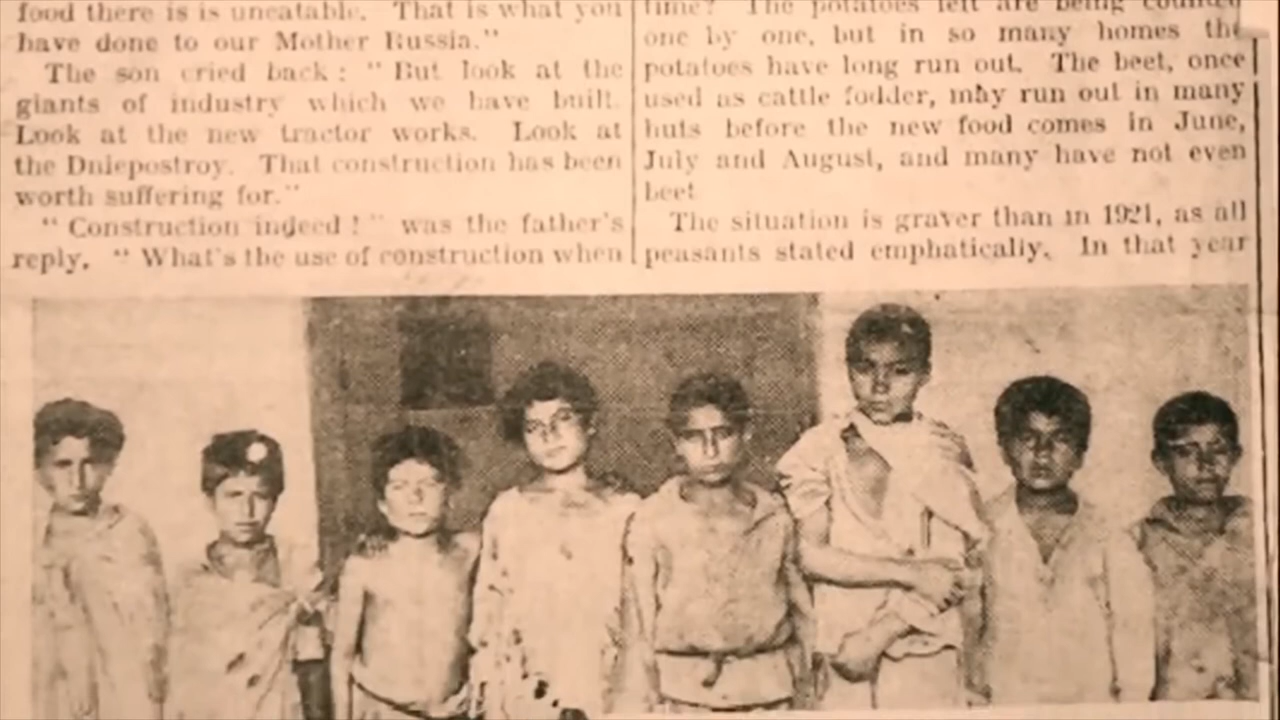 food there is is uneatable. That is what you
have done to our Mother Russia."
The son cried back: "But look at the
giants of industry which we have built.
Look at the new tractor works. Look at
the Dniepostroy. That construction has been
worth suffering for."
"Construction indeed!" was the father's
reply. "What's the use of construction when
time? The potatoes left are being counted
one by one, but in so many homes the
potatoes have long run out. The beet, once
used as cattle fodder, may run out in many
huts before the new food comes in June,
July and August, and many have not even
beet
The situation is graver than in 1921, as all
peasants stated emphatically. In that year